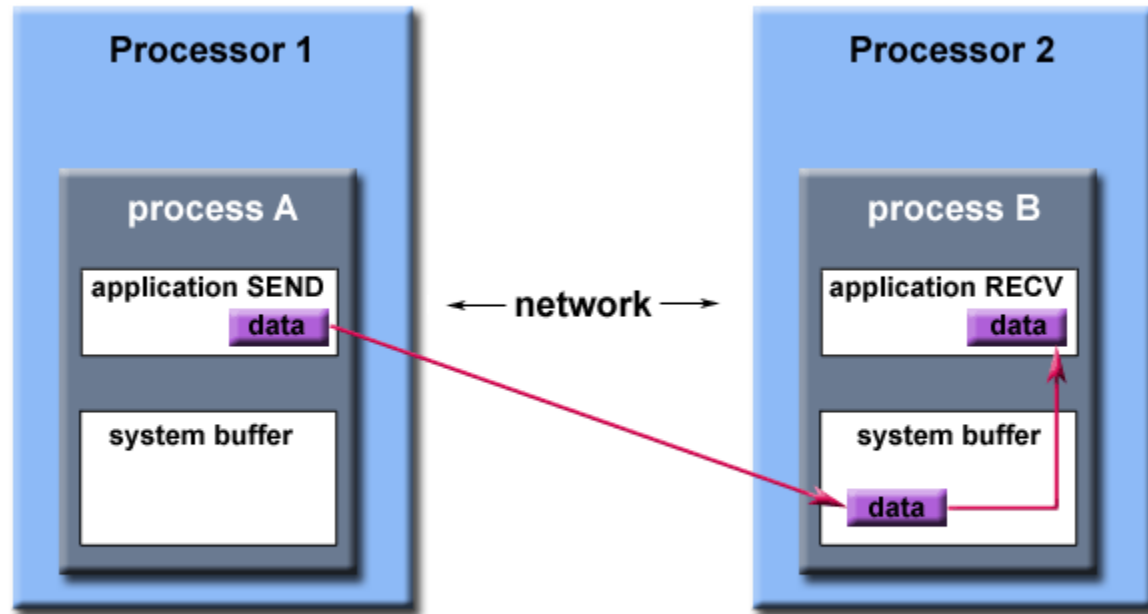 Processor 1
process A
application SEND
data
system buffer
network
Processor 2
process B
application RECV
data
system buffer
data